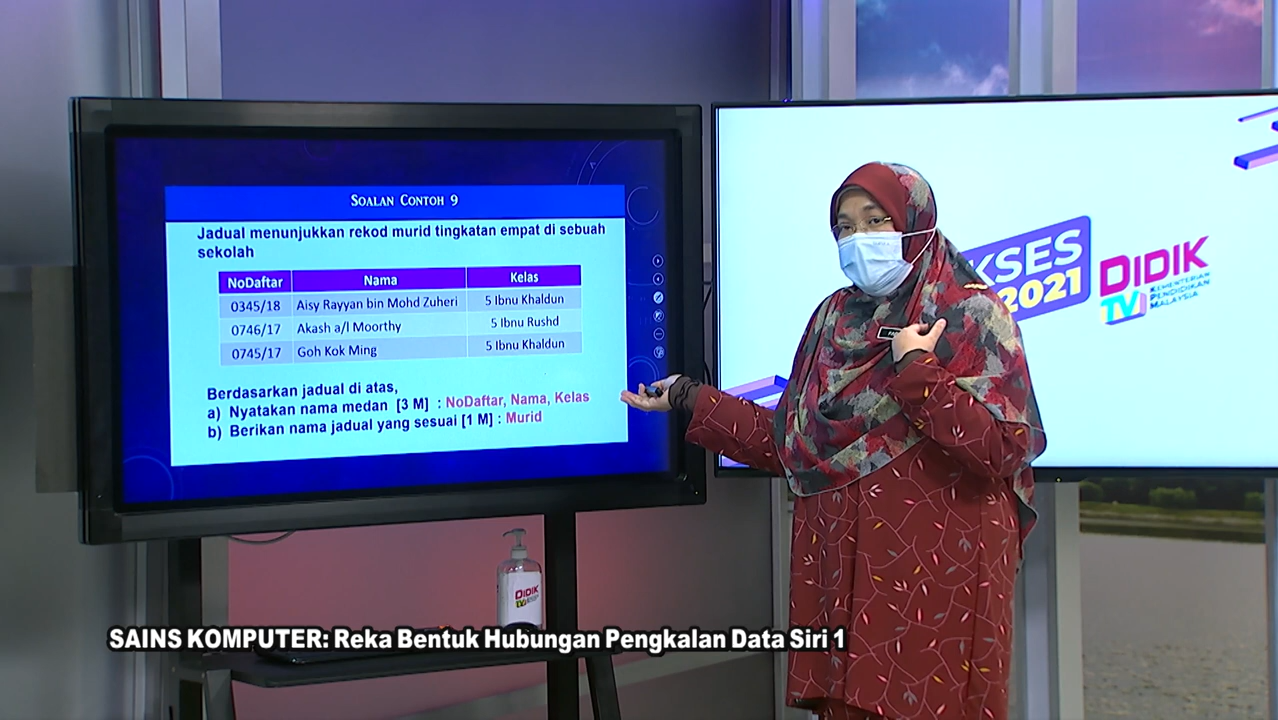 SOALAN CONTOH 9
Jadual menunjukkan rekod murid tingkatan empat di sebuah
sekolah
NoDaftar Nama Kelas
0345/18 Aisy Rayyan bin Mohd Zuheri 5 Ibnu Khaldun
0746/17 Akash a/l Moorthy 5 Ibnu Rushd
0745/17 Goh Kok Ming 5 Ibnu Khaldun
Berdasarkan jadual di atas,
a) Nyatakan nama medan [3 M] : NoDaftar, Nama, Kelas
b) Berikan nama jadual yang sesuai [1 M] : Murid
KSES
2021
DIDIK
TV
KEMENTERIAN
PENDIDIKAN
MALAYSIA
DIDIK
TV
SAINS KOMPUTER: Reka Bentuk Hubungan Pengkalan Data Siri 1